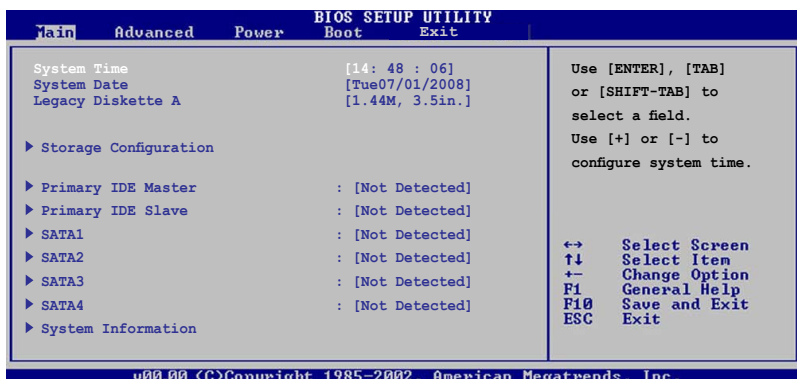 BIOS SETUP UTILITY
Main Advanced Power Boot Exit
System Time [14: 48 : 06]
System Date [Tue07/01/2008]
Legacy Diskette A [1.44M, 3.5in.]
Storage Configuration
Primary IDE Master : [Not Detected]
Primary IDE Slave : [Not Detected]
SATA1 : [Not Detected]
SATA2 : [Not Detected]
SATA3 : [Not Detected]
SATA4 : [Not Detected]
System Information
Use [ENTER], [TAB]
or [SHIFT-TAB] to
select a field.
Use [+] or [-] to
configure system time.
←→ Select Screen
↑↓ Select Item
+- Change Option
F1 General Help
F10 Save and Exit
ESC Exit
v00.00 (C)Copyright 1985-2002, American Megatrends, Inc.